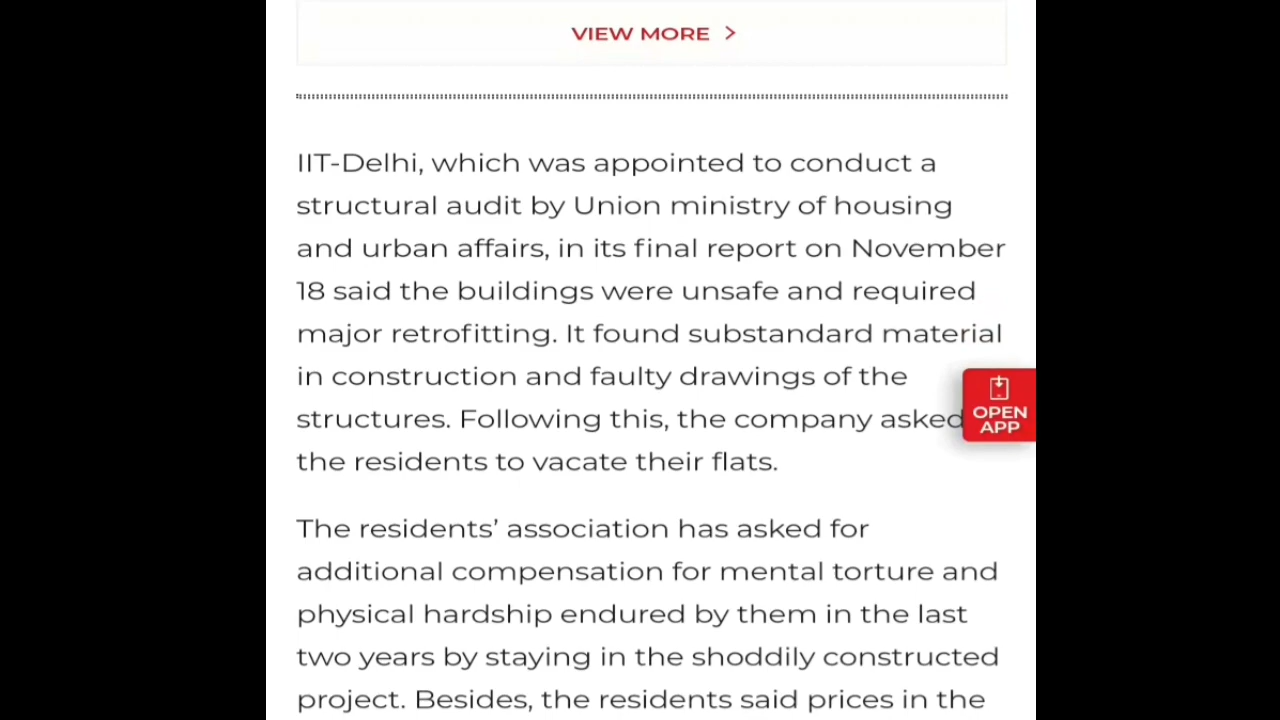 VIEW MORE >
IIT-Delhi, which was appointed to conduct a
structural audit by Union ministry of housing
and urban affairs, in its final report on November
18 said the buildings were unsafe and required
major retrofitting. It found substandard material
in construction and faulty drawings of the
structures. Following this, the company asked
the residents to vacate their flats.
OPEN
APP
The residents’ association has asked for
additional compensation for mental torture and
physical hardship endured by them in the last
two years by staying in the shoddily constructed
project. Besides, the residents said prices in the